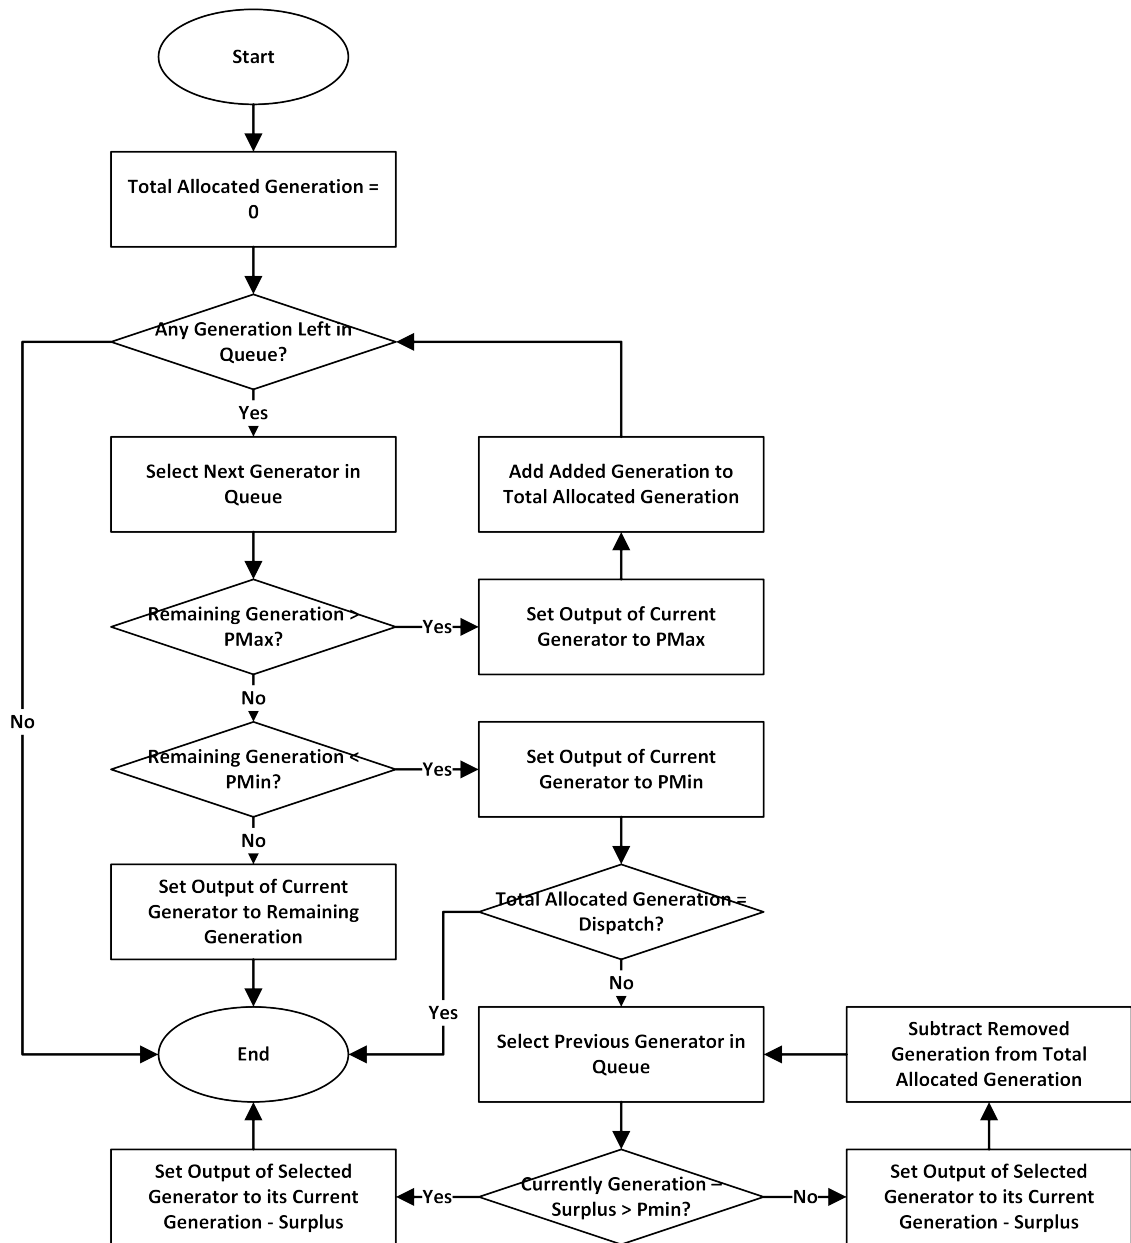 Start
Total Allocated Generation =
0
Any Generation Left in
Queue?
Yes
Select Next Generator in
Queue
Add Added Generation to
Total Allocated Generation
Remaining Generation >
PMax?
Yes
Set Output of Current
Generator to PMax
No
No
Remaining Generation <
PMin?
Yes
Set Output of Current
Generator to PMin
No
Set Output of Current
Generator to Remaining
Generation
Total Allocated Generation =
Dispatch?
No
Yes
End
Select Previous Generator in
Queue
Subtract Removed
Generation from Total
Allocated Generation
Set Output of Selected
Generator to its Current
Generation - Surplus
Yes
Currently Generation –
Surplus > Pmin?
No
Set Output of Selected
Generator to its Current
Generation - Surplus